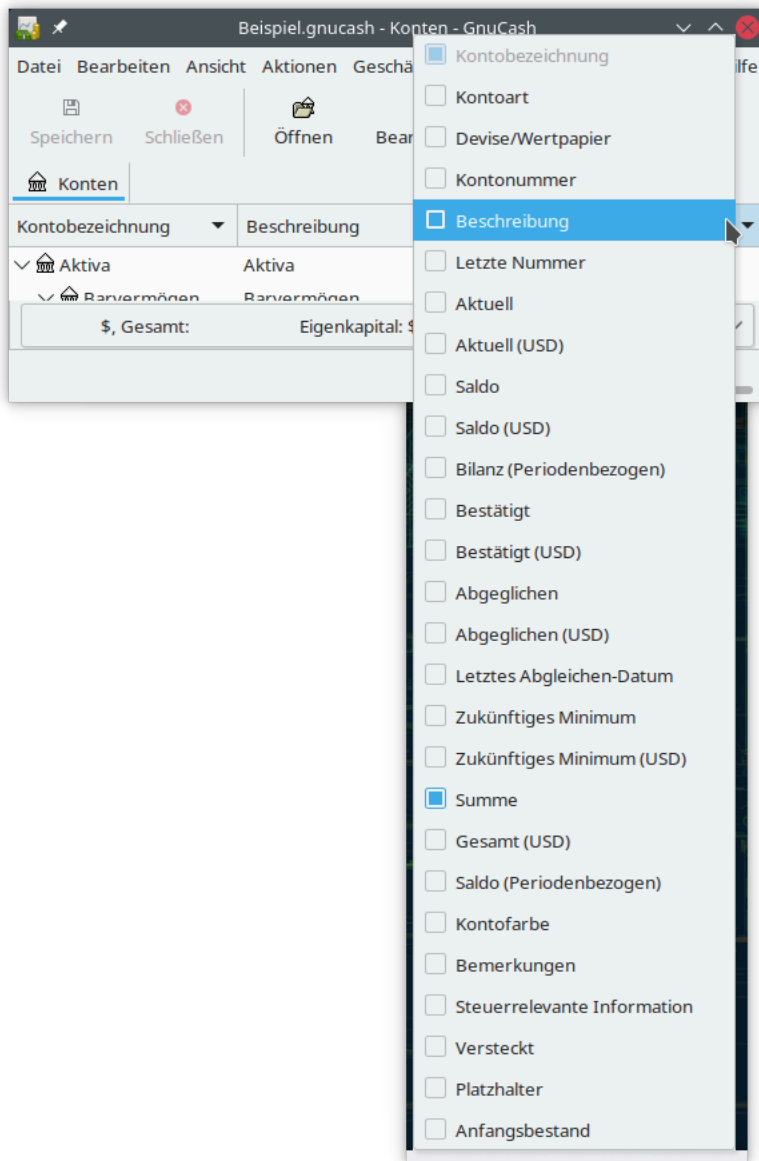 Beispiel.gnucash - Konten - GnuCash
Datei Bearbeiten Ansicht Aktionen
Speichern Schließen Öffnen
Konten
Kontobezeichnung Beschreibung
Aktiva Aktiva
Barvermögen Barvermögen
$, Gesamt: Eigenkapital: $
Kontobezeichnung
Kontoart
Devise/Wertpapier
Kontonummer
Beschreibung
Letzte Nummer
Aktuell
Aktuell (USD)
Saldo
Saldo (USD)
Bilanz (Periodenbezogen)
Bestätigt
Bestätigt (USD)
Abgeglichen
Abgeglichen (USD)
Letztes Abgleichen-Datum
Zukünftiges Minimum
Zukünftiges Minimum (USD)
Summe
Gesamt (USD)
Saldo (Periodenbezogen)
Kontofarbe
Bemerkungen
Steuerrelevante Information
Versteckt
Platzhalter
Anfangsbestand